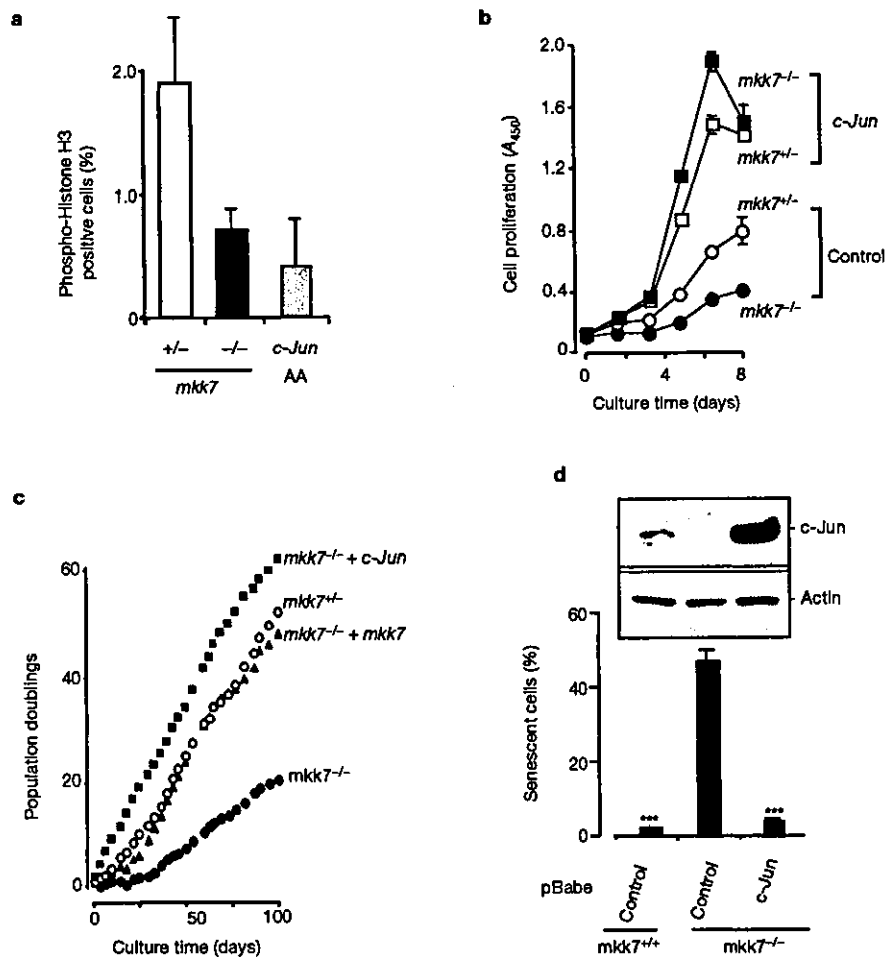 a
Phospho-Histone H3
positive cells (%)
2.0
1.0
0
+/–
–/–
c-Jun
AA
mkk7
b
Cell proliferation (A450)
2.0
1.6
1.2
0.8
0.4
0
0
4
8
Culture time (days)
mkk7–/–
mkk7+/–
c-Jun
mkk7+/–
mkk7–/–
Control
c
Population doublings
60
40
20
0
0
50
100
Culture time (days)
mkk7–/– + c-Jun
mkk7+/–
mkk7–/– + mkk7
mkk7–/–
d
c-Jun
Actin
Senescent cells (%)
60
40
20
0
***
***
pBabe
Control
Control
c-Jun
mkk7+/+
mkk7–/–